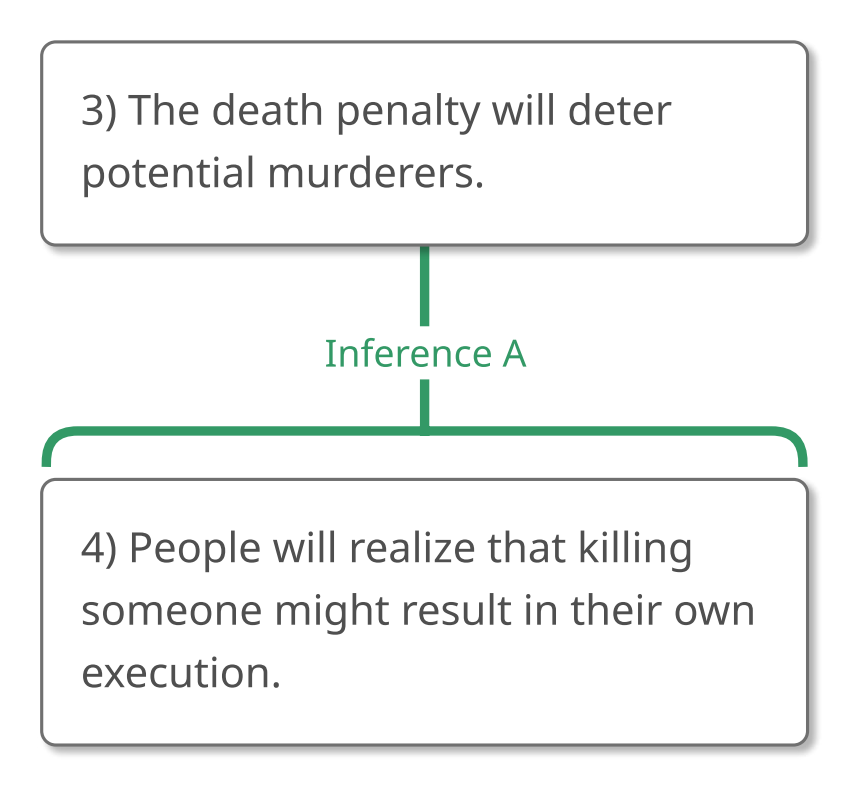 3) The death penalty will deter
potential murderers.
Inference A
4) People will realize that killing
someone might result in their own
execution.